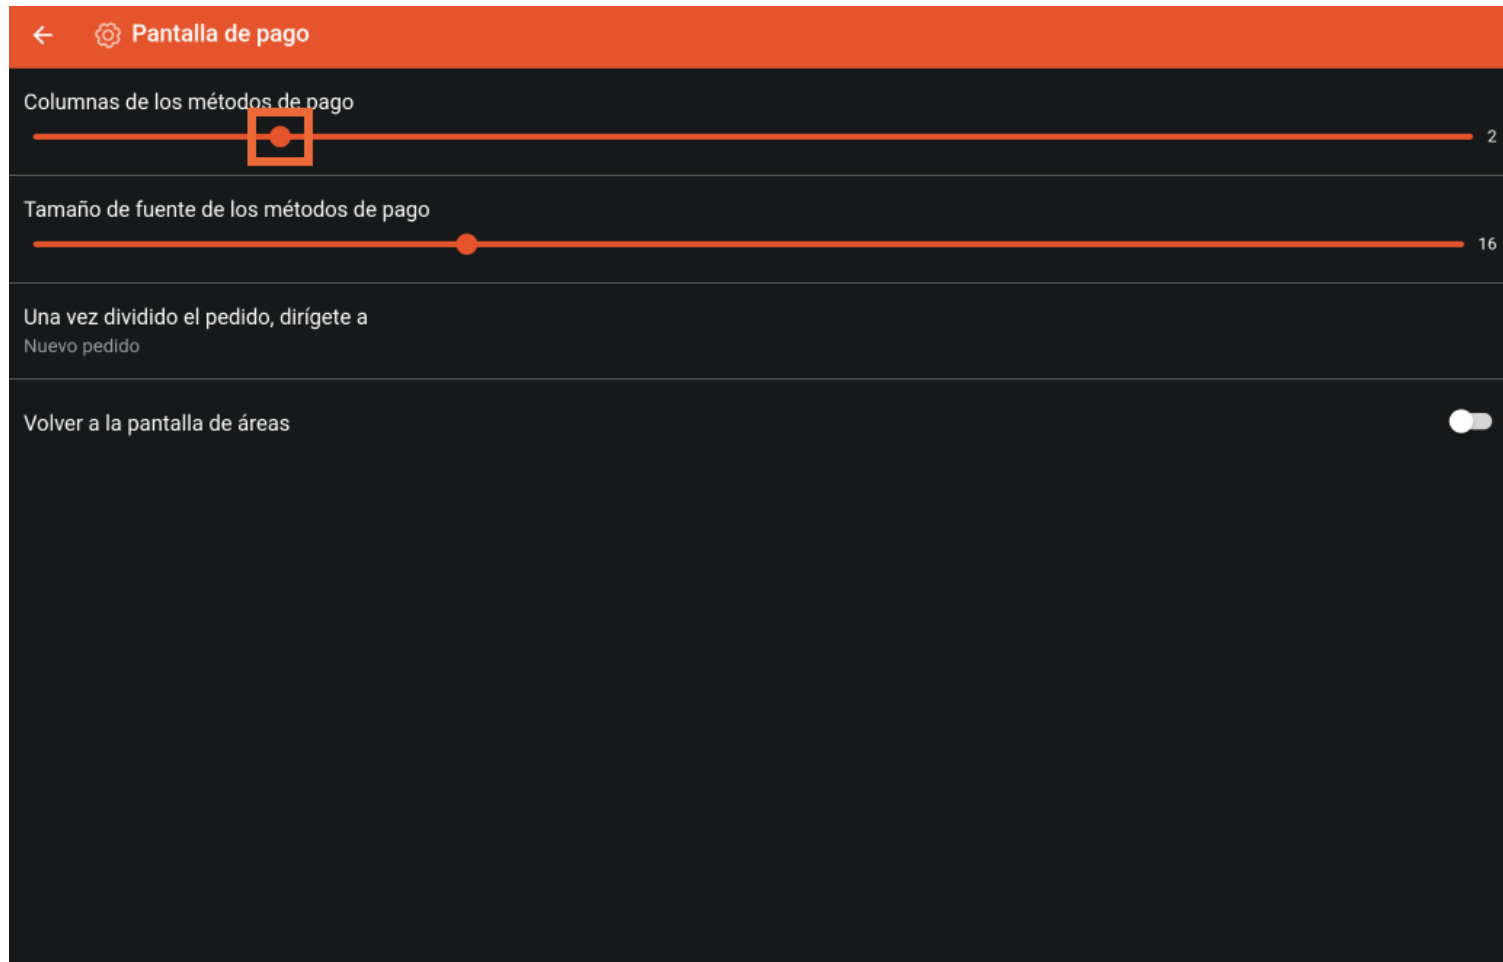 Pantalla de pago
Columnas de los métodos de pago
2
Tamaño de fuente de los métodos de pago
16
Una vez dividido el pedido, dirígete a
Nuevo pedido
Volver a la pantalla de áreas